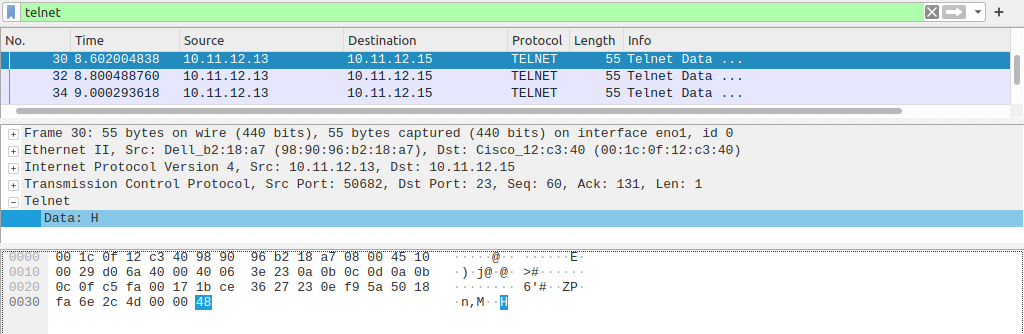 telnet
No. Time Source Destination Protocol Length Info
30 8.602004838 10.11.12.13 10.11.12.15 TELNET 55 Telnet Data ...
32 8.800488760 10.11.12.13 10.11.12.15 TELNET 55 Telnet Data ...
34 9.000293618 10.11.12.13 10.11.12.15 TELNET 55 Telnet Data ...
Frame 30: 55 bytes on wire (440 bits), 55 bytes captured (440 bits) on interface eno1, id 0
Ethernet II, Src: Dell_b2:18:a7 (98:90:96:b2:18:a7), Dst: Cisco_12:c3:40 (00:1c:0f:12:c3:40)
Internet Protocol Version 4, Src: 10.11.12.13, Dst: 10.11.12.15
Transmission Control Protocol, Src Port: 50682, Dst Port: 23, Seq: 60, Ack: 131, Len: 1
Telnet
Data: H
0000 00 1c 0f 12 c3 40 98 90 96 b2 18 a7 08 00 45 10 ·····@·· ······E·
0010 00 29 d6 6a 40 00 40 06 3e 23 0a 0b 0c 0d 0a 0b ·)·j@·@· >#······
0020 0c 0f c5 fa 00 17 1b ce 36 27 23 0e f9 5a 50 18 ········ 6'#··ZP·
0030 fa 6e 2c 4d 00 00 48 ·n,M··H